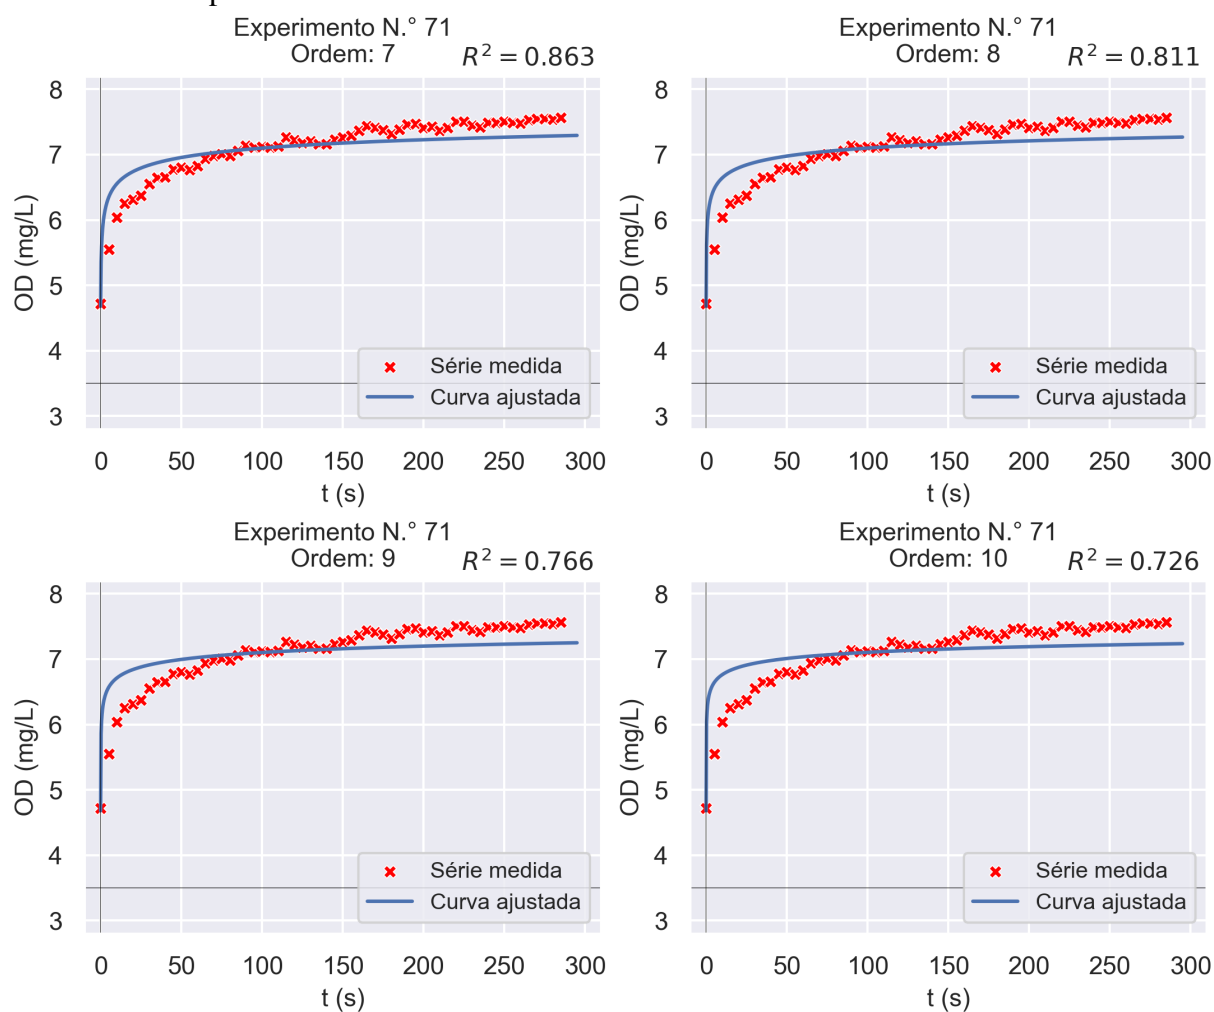 Experimento N.° 71
Ordem: 7
R² = 0.863
8
7
6
5
4
3
OD (mg/L)
Série medida
Curva ajustada
0 50 100 150 200 250 300
t (s)
Experimento N.° 71
Ordem: 8
R² = 0.811
8
7
6
5
4
3
OD (mg/L)
Série medida
Curva ajustada
0 50 100 150 200 250 300
t (s)
Experimento N.° 71
Ordem: 9
R² = 0.766
8
7
6
5
4
3
OD (mg/L)
Série medida
Curva ajustada
0 50 100 150 200 250 300
t (s)
Experimento N.° 71
Ordem: 10
R² = 0.726
8
7
6
5
4
3
OD (mg/L)
Série medida
Curva ajustada
0 50 100 150 200 250 300
t (s)